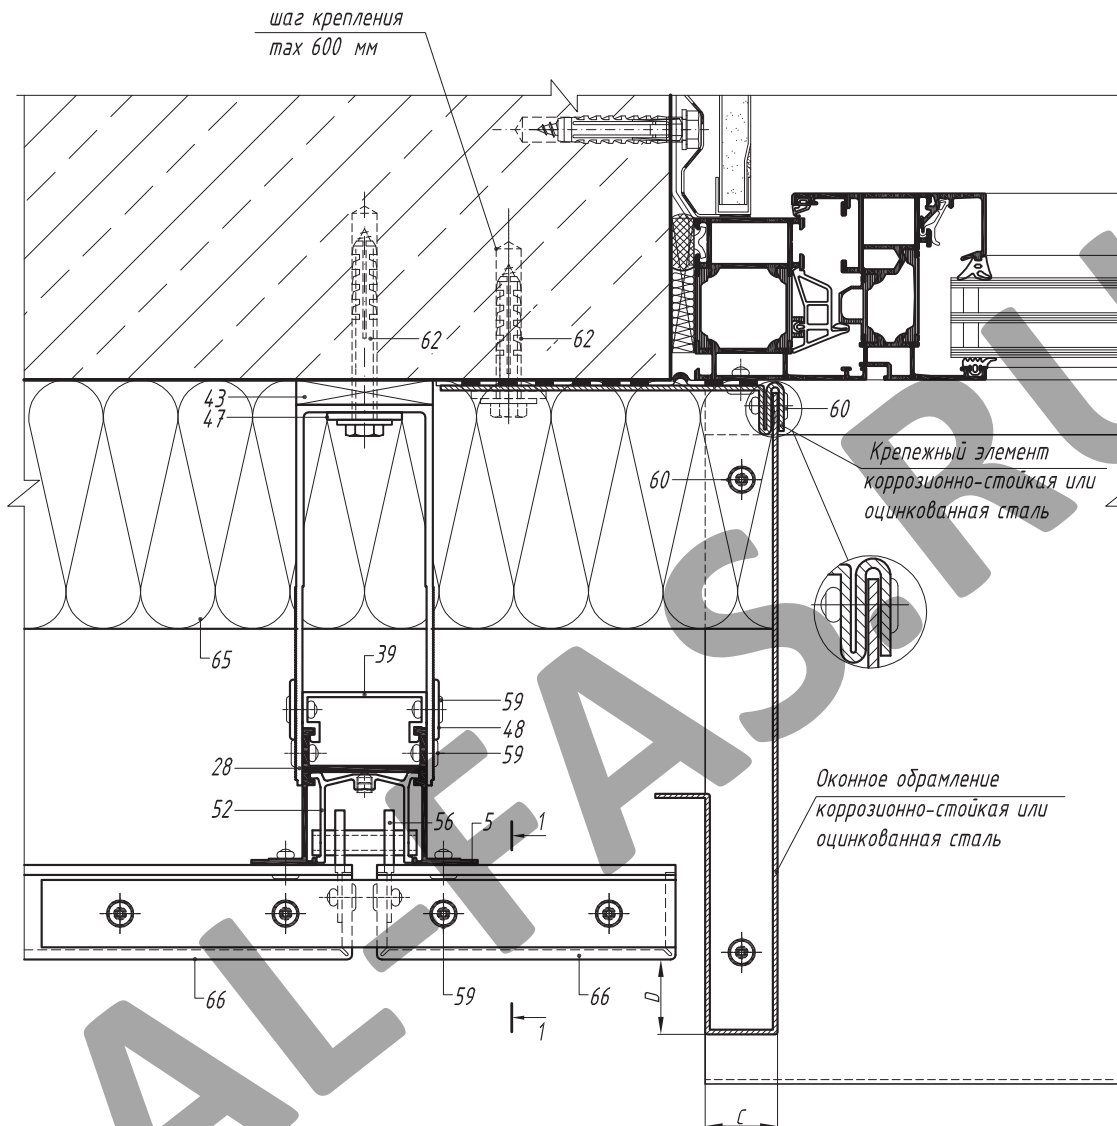 шаг крепления
max 600 мм
62
62
43
47
60
Крепежный элемент
коррозионно-стойкая или
оцинкованная сталь
60
65
39
59
48
59
28
Оконное обрамление
коррозионно-стойкая или
оцинкованная сталь
52
56
5
1
66
59
66
1
D
C
AL-FAS.RU